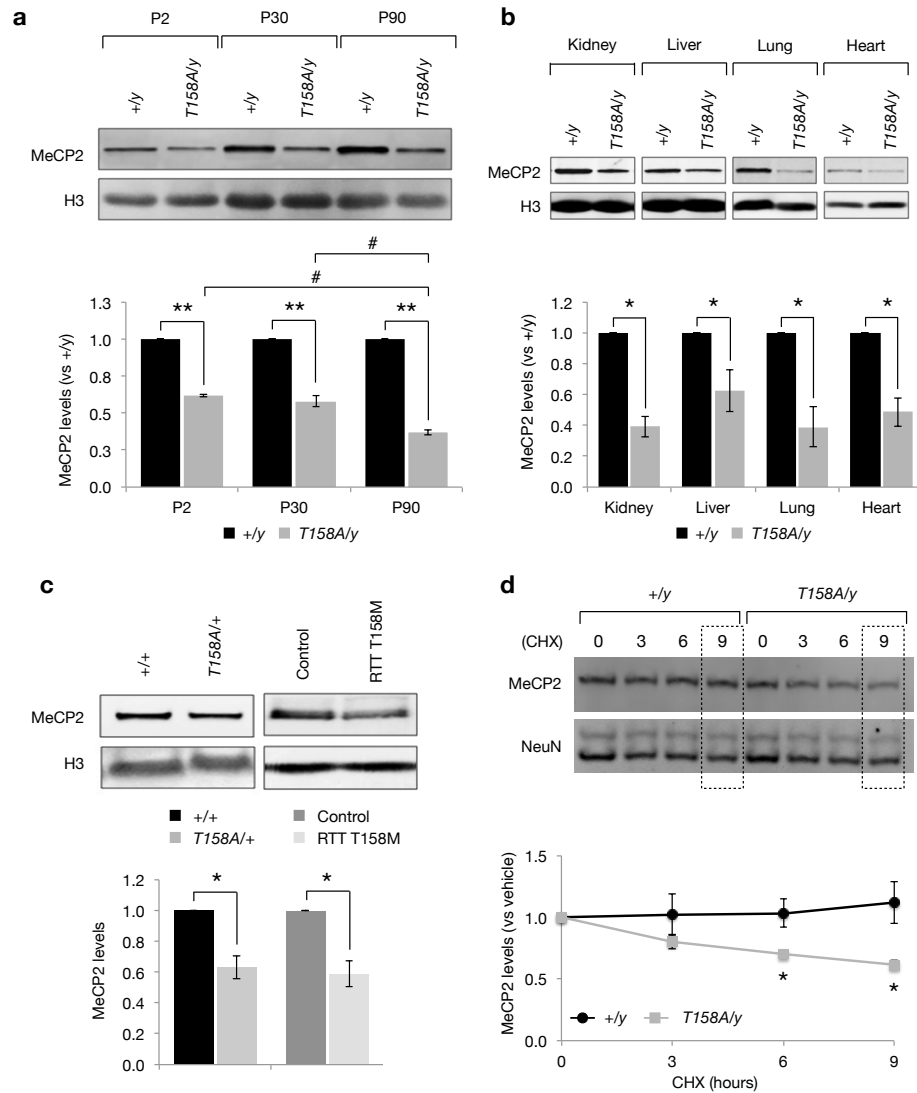 a
P2 P30 P90
+/y T158A/y +/y T158A/y +/y T158A/y
MeCP2
H3
#
#
** ** **
MeCP2 levels (vs +/y)
1.3
1.0
0.8
0.5
0.3
0.0
P2 P30 P90
+/y T158A/y
b
Kidney Liver Lung Heart
+/y T158A/y +/y T158A/y +/y T158A/y +/y T158A/y
MeCP2
H3
* * * *
MeCP2 levels (vs +/y)
1.2
1.0
0.8
0.6
0.4
0.2
0.0
Kidney Liver Lung Heart
+/y T158A/y
c
+/+ T158A/+ Control RTT T158M
MeCP2
H3
+/+ Control
T158A/+ RTT T158M
* *
MeCP2 levels
1.2
1.0
0.8
0.6
0.4
0.2
0.0
d
+/y T158A/y
(CHX) 0 3 6 9 0 3 6 9
MeCP2
NeuN
MeCP2 levels (vs vehicle)
1.5
1.0
0.5
0.0
* *
+/y T158A/y
0 3 6 9
CHX (hours)